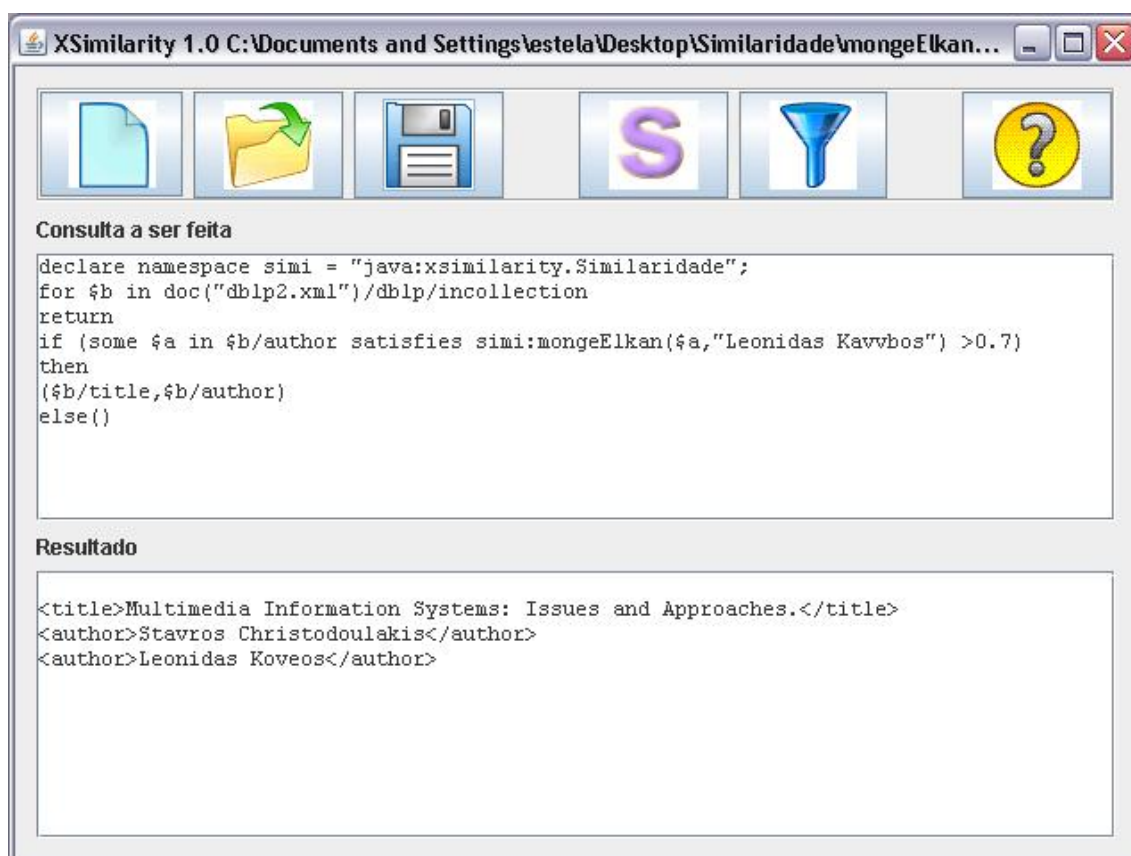 XSimilarity 1.0 C:\Documents and Settings\estela\Desktop\Similaridade\mongeElkan...
S
?
Consulta a ser feita
declare namespace simi = "java:xsimilarity.Similaridade";
for $b in doc("dblp2.xml")/dblp/incollection
return
if (some $a in $b/author satisfies simi:mongeElkan($a,"Leonidas Kavvbos") >0.7)
then
($b/title,$b/author)
else()
Resultado
<title>Multimedia Information Systems: Issues and Approaches.</title>
<author>Stavros Christodoulakis</author>
<author>Leonidas Koveos</author>